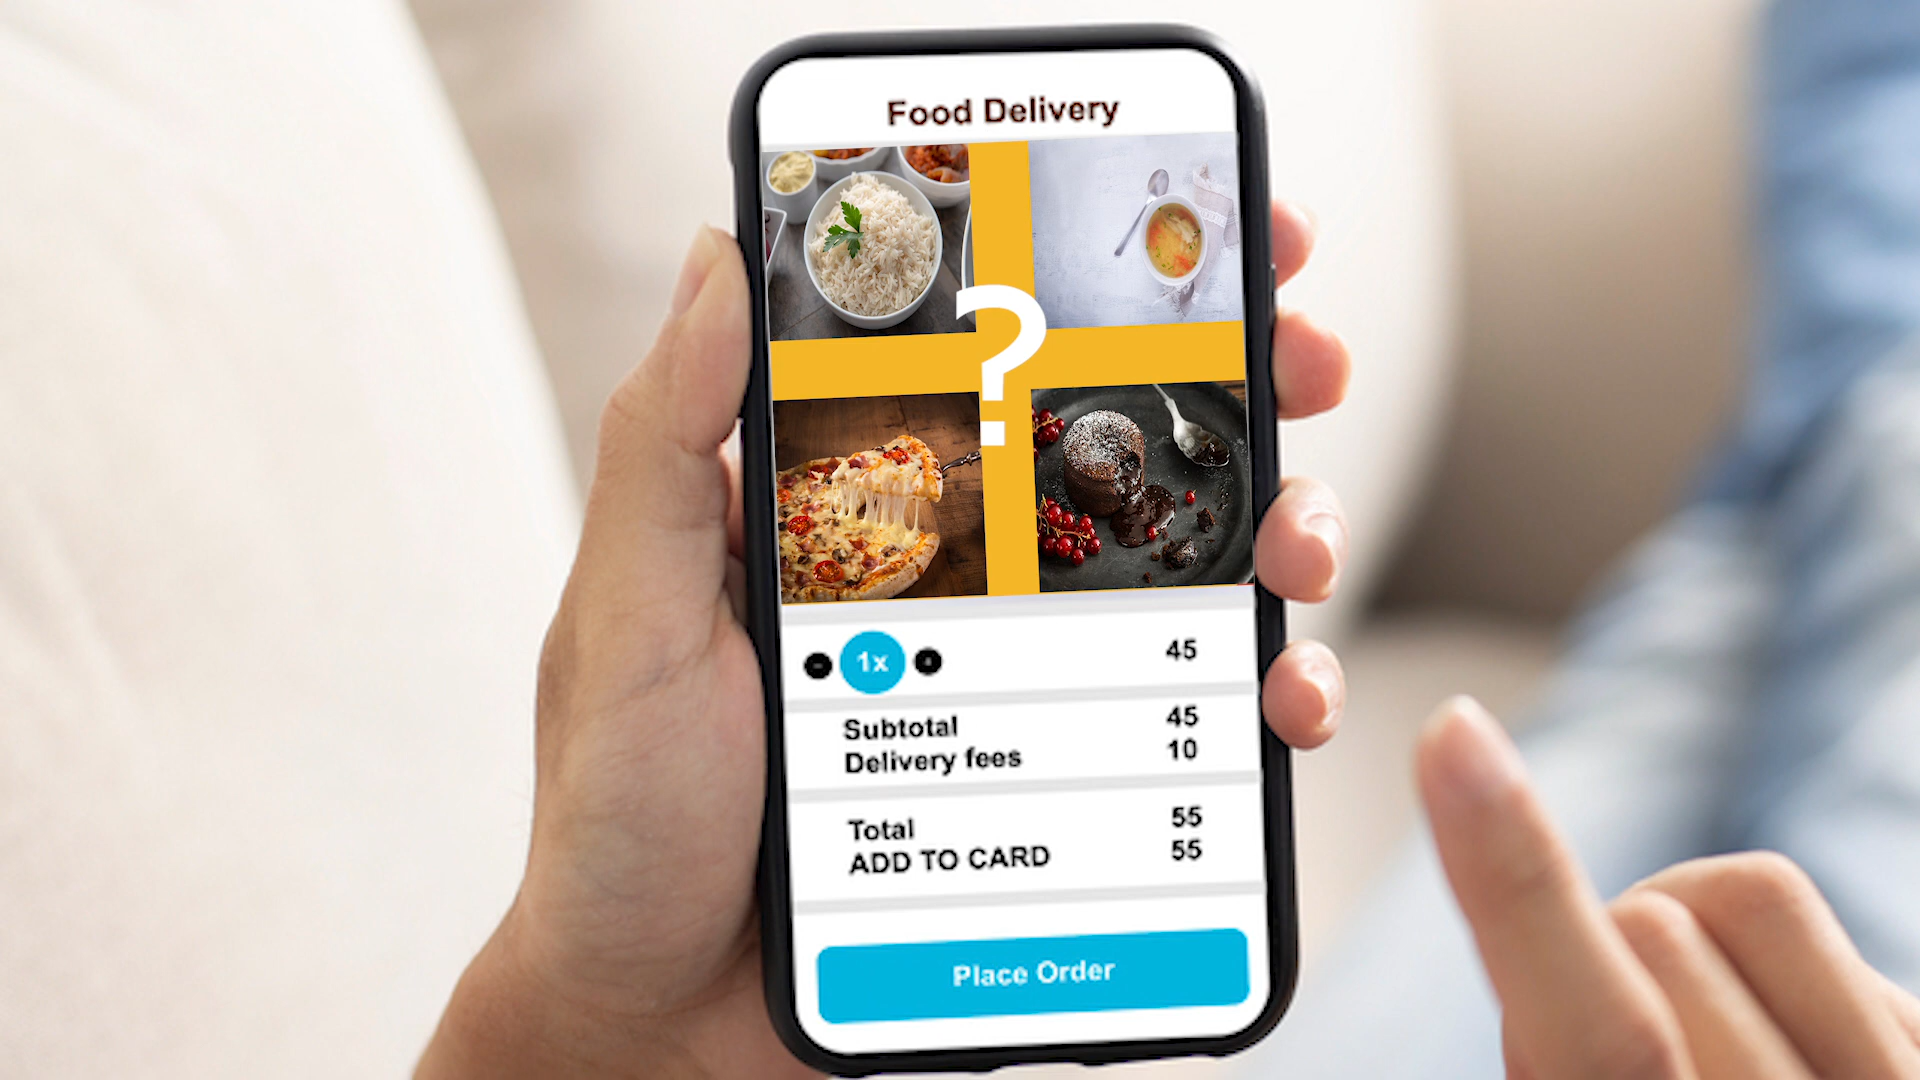 Food Delivery
?
- 1x +
45
Subtotal 45
Delivery fees 10
Total 55
ADD TO CARD 55
Place Order